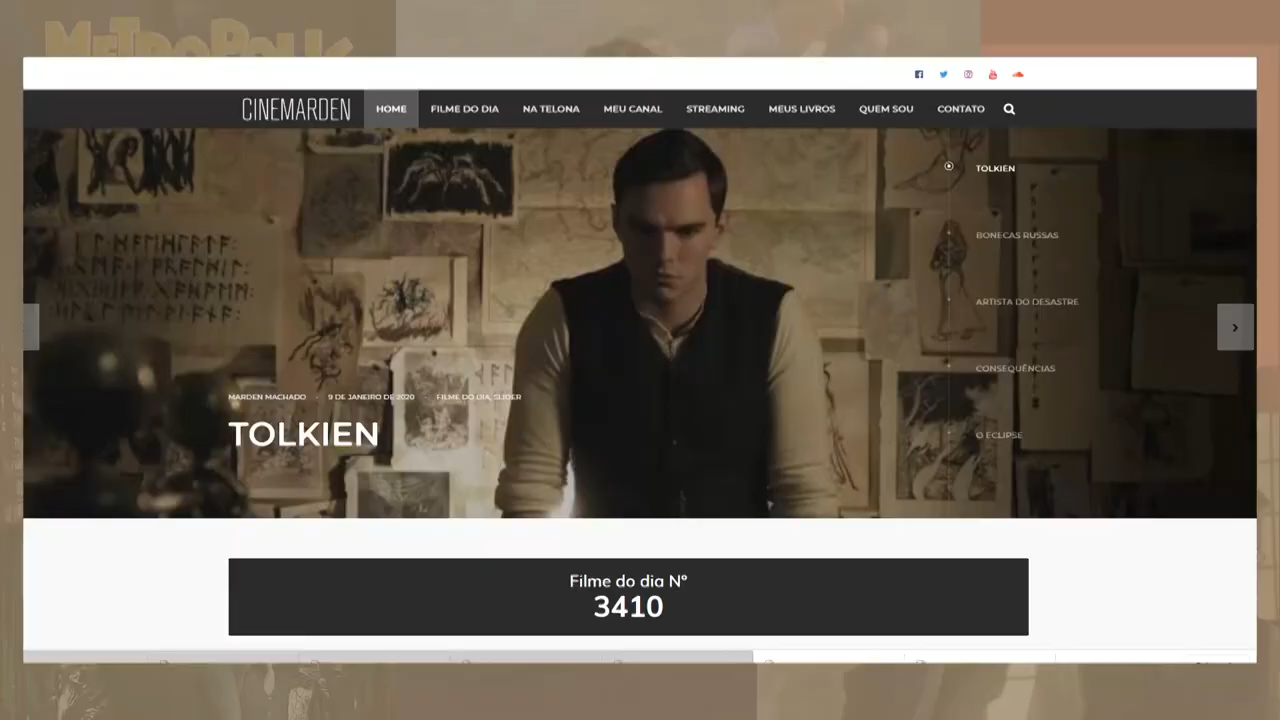 METROPOLIS
CINEMARDEN HOME FILME DO DIA NA TELONA MEU CANAL STREAMING MEUS LIVROS QUEM SOU CONTATO
TOLKIEN
BONECAS RUSSAS
ARTISTA DO DESASTRE
CONSEQUÊNCIAS
O ECLIPSE
MARDEN MACHADO 9 DE JANEIRO DE 2020 FILME DO DIA, SLIDER
TOLKIEN
Filme do dia Nº
3410